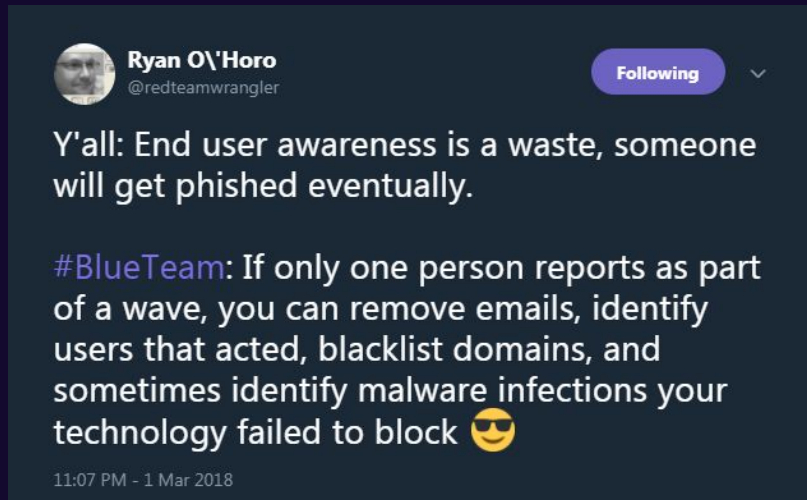 Ryan O\'Horo
@redteamwrangler
Following
Y'all: End user awareness is a waste, someone
will get phished eventually.
#BlueTeam: If only one person reports as part
of a wave, you can remove emails, identify
users that acted, blacklist domains, and
sometimes identify malware infections your
technology failed to block 😎
11:07 PM - 1 Mar 2018